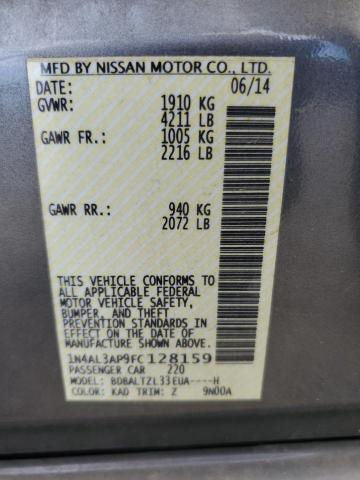 MFD BY NISSAN MOTOR CO., LTD.
DATE: 06/14
GVWR: 1910 KG
4211 LB
GAWR FR.: 1005 KG
2216 LB
GAWR RR.: 940 KG
2072 LB
THIS VEHICLE CONFORMS TO
ALL APPLICABLE FEDERAL
MOTOR VEHICLE SAFETY,
BUMPER, AND THEFT
PREVENTION STANDARDS
IN EFFECT ON THE DATE OF
MANUFACTURE SHOWN ABOVE.
1N4AL3AP9FC128159
PASSENGER CAR 220
MODEL: BDBALTZL33EUA----H
COLOR: KAD TRIM: Z 9N00A